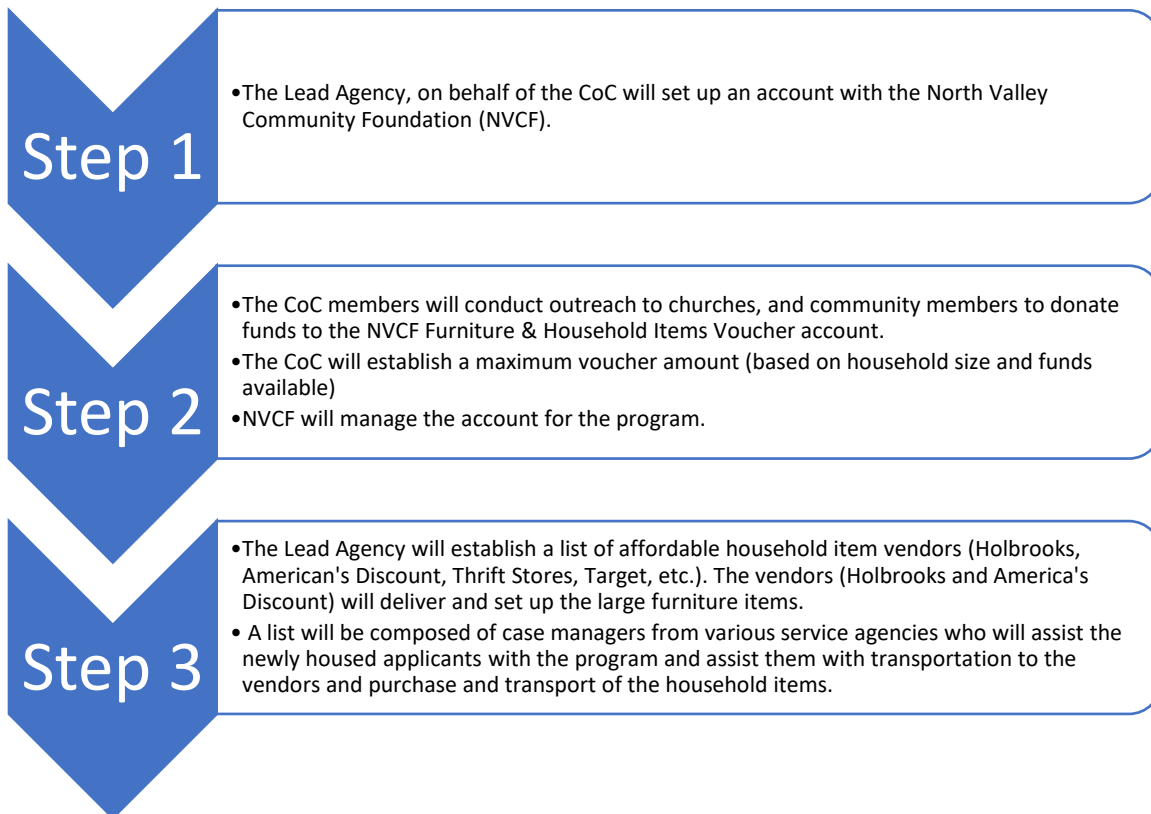 Step 1
•The Lead Agency, on behalf of the CoC will set up an account with the North Valley
Community Foundation (NVCF).
Step 2
•The CoC members will conduct outreach to churches, and community members to donate
funds to the NVCF Furniture & Household Items Voucher account.
•The CoC will establish a maximum voucher amount (based on household size and funds
available)
•NVCF will manage the account for the program.
Step 3
•The Lead Agency will establish a list of affordable household item vendors (Holbrooks,
American's Discount, Thrift Stores, Target, etc.). The vendors (Holbrooks and America's
Discount) will deliver and set up the large furniture items.
• A list will be composed of case managers from various service agencies who will assist the
newly housed applicants with the program and assist them with transportation to the
vendors and purchase and transport of the household items.